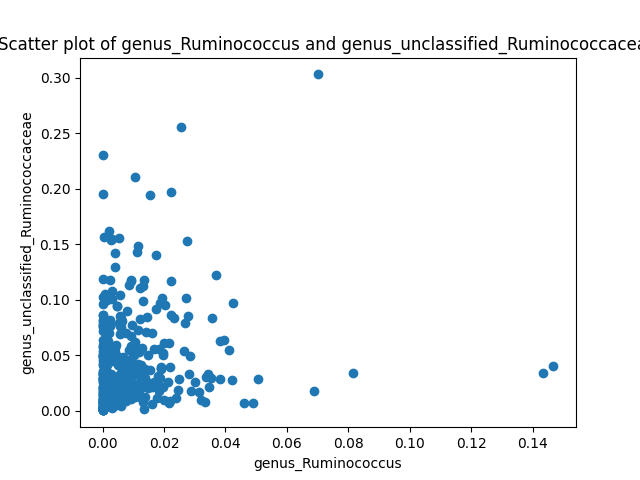 Scatter plot of genus_Ruminococcus and genus_unclassified_Ruminococcacea
0.30
0.25
0.20
0.15
0.10
0.05
0.00
genus_unclassified_Ruminococcaceae
0.00 0.02 0.04 0.06 0.08 0.10 0.12 0.14
genus_Ruminococcus